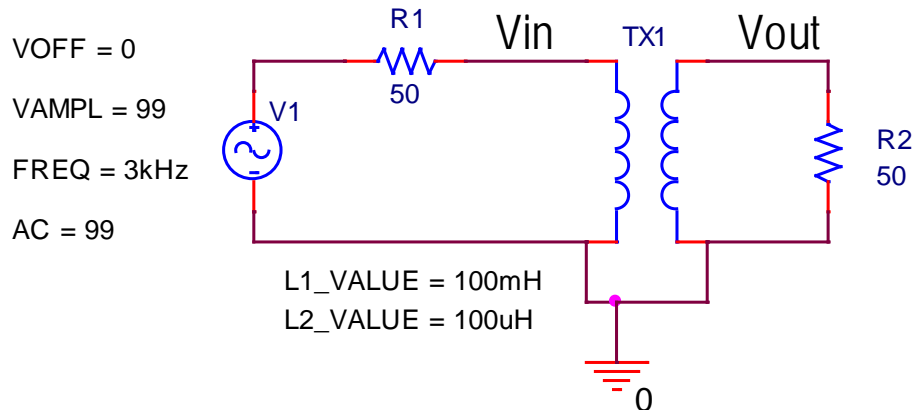 VOFF = 0
VAMPL = 99
FREQ = 3kHz
AC = 99
V1
R1
50
Vin
TX1
Vout
R2
50
L1_VALUE = 100mH
L2_VALUE = 100uH
0